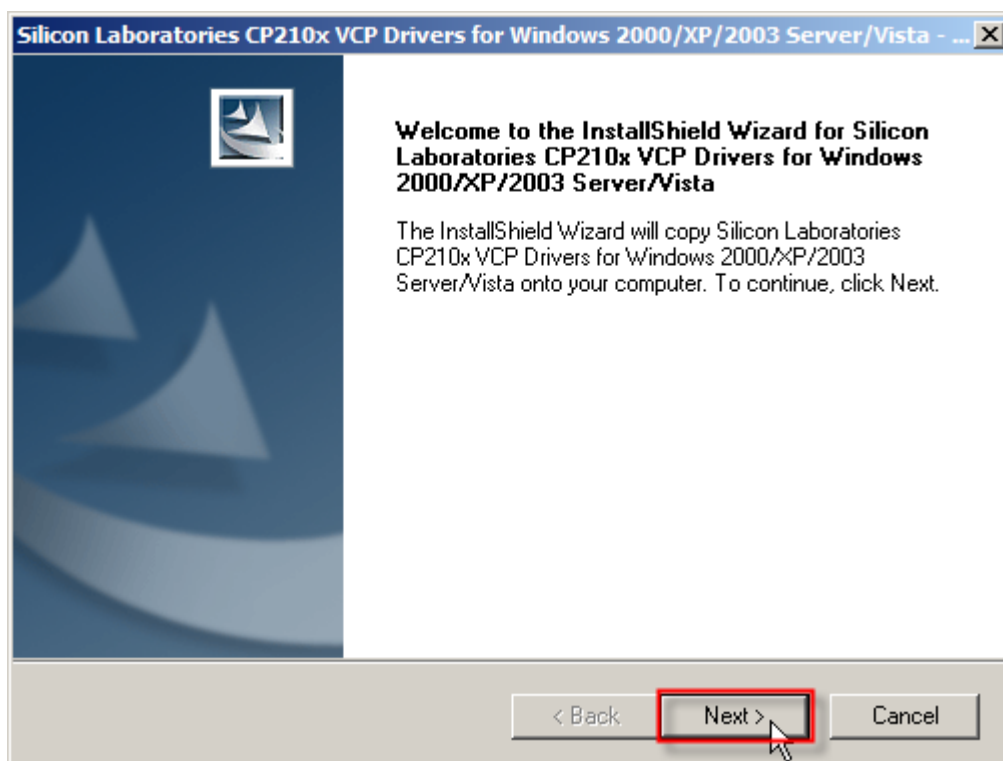 Silicon Laboratories CP210x VCP Drivers for Windows 2000/XP/2003 Server/Vista - ...
Welcome to the InstallShield Wizard for Silicon
Laboratories CP210x VCP Drivers for Windows
2000/XP/2003 Server/Vista
The InstallShield Wizard will copy Silicon Laboratories
CP210x VCP Drivers for Windows 2000/XP/2003
Server/Vista onto your computer. To continue, click Next.
< Back Next > Cancel